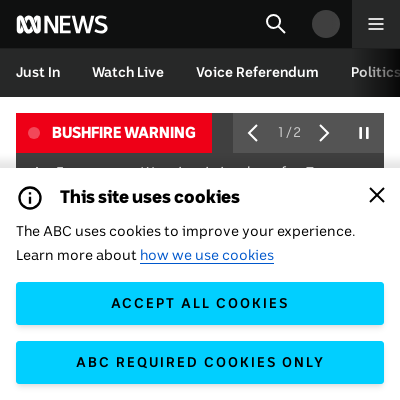 NEWS
Just In
Watch Live
Voice Referendum
Politics
BUSHFIRE WARNING
1/2
This site uses cookies
The ABC uses cookies to improve your experience.
Learn more about how we use cookies
ACCEPT ALL COOKIES
ABC REQUIRED COOKIES ONLY